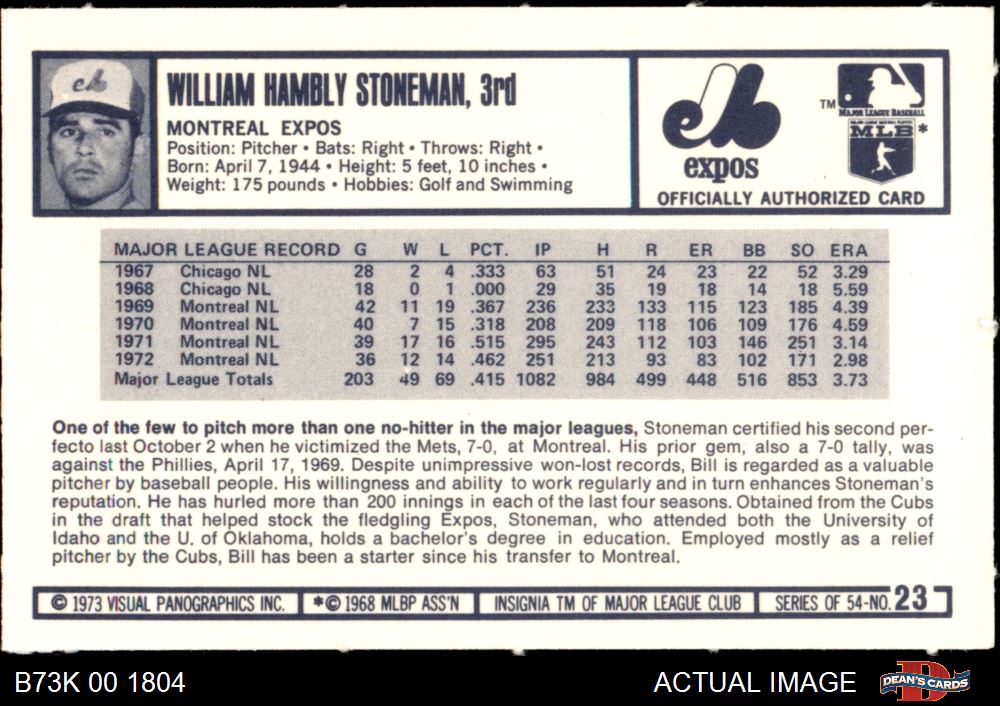 WILLIAM HAMBLY STONEMAN, 3rd
MONTREAL EXPOS
Position: Pitcher • Bats: Right • Throws: Right •
Born: April 7, 1944 • Height: 5 feet, 10 inches •
Weight: 175 pounds • Hobbies: Golf and Swimming
expos
TM
MAJOR LEAGUE BASEBALL
MAJOR LEAGUE BASEBALL PLAYERS
MLB*
OFFICIALLY AUTHORIZED CARD
MAJOR LEAGUE RECORD G W L PCT. IP H R ER BB SO ERA
1967 Chicago NL 28 2 4 .333 63 51 24 23 22 52 3.29
1968 Chicago NL 18 0 1 .000 29 35 19 18 14 18 5.59
1969 Montreal NL 42 11 19 .367 236 233 133 115 123 185 4.39
1970 Montreal NL 40 7 15 .318 208 209 118 106 109 176 4.59
1971 Montreal NL 39 17 16 .515 295 243 112 103 146 251 3.14
1972 Montreal NL 36 12 14 .462 251 213 93 83 102 171 2.98
Major League Totals 203 49 69 .415 1082 984 499 448 516 853 3.73
One of the few to pitch more than one no-hitter in the major leagues, Stoneman certified his second per-
fecto last October 2 when he victimized the Mets, 7-0, at Montreal. His prior gem, also a 7-0 tally, was
against the Phillies, April 17, 1969. Despite unimpressive won-lost records, Bill is regarded as a valuable
pitcher by baseball people. His willingness and ability to work regularly and in turn enhances Stoneman's
reputation. He has hurled more than 200 innings in each of the last four seasons. Obtained from the Cubs
in the draft that helped stock the fledgling Expos, Stoneman, who attended both the University of
Idaho and the U. of Oklahoma, holds a bachelor's degree in education. Employed mostly as a relief
pitcher by the Cubs, Bill has been a starter since his transfer to Montreal.
© 1973 VISUAL PANOGRAPHICS INC. *© 1968 MLBP ASS'N INSIGNIA TM OF MAJOR LEAGUE CLUB SERIES OF 54-NO. 23
B73K 00 1804 ACTUAL IMAGE DEAN'S CARDS